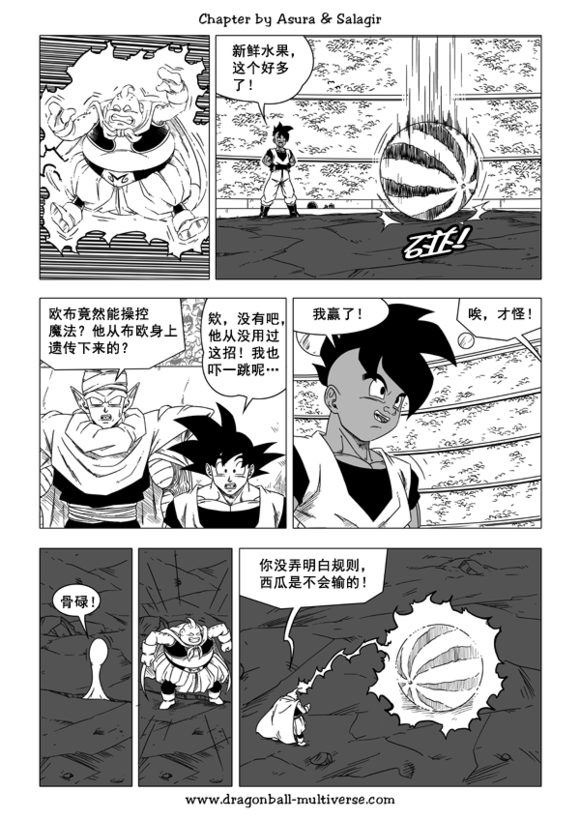 Chapter by Asura & Salagir
新鲜水果，
这个好多
了！
欧布竟然能操控
魔法？他从布欧身上
遗传下来的？
欸，没有吧，
他从没用过
这招！我也
吓一跳呢…
我赢了！
唉，才怪！
骨碌！
你没弄明白规则，
西瓜是不会输的！
www.dragonball-multiverse.com